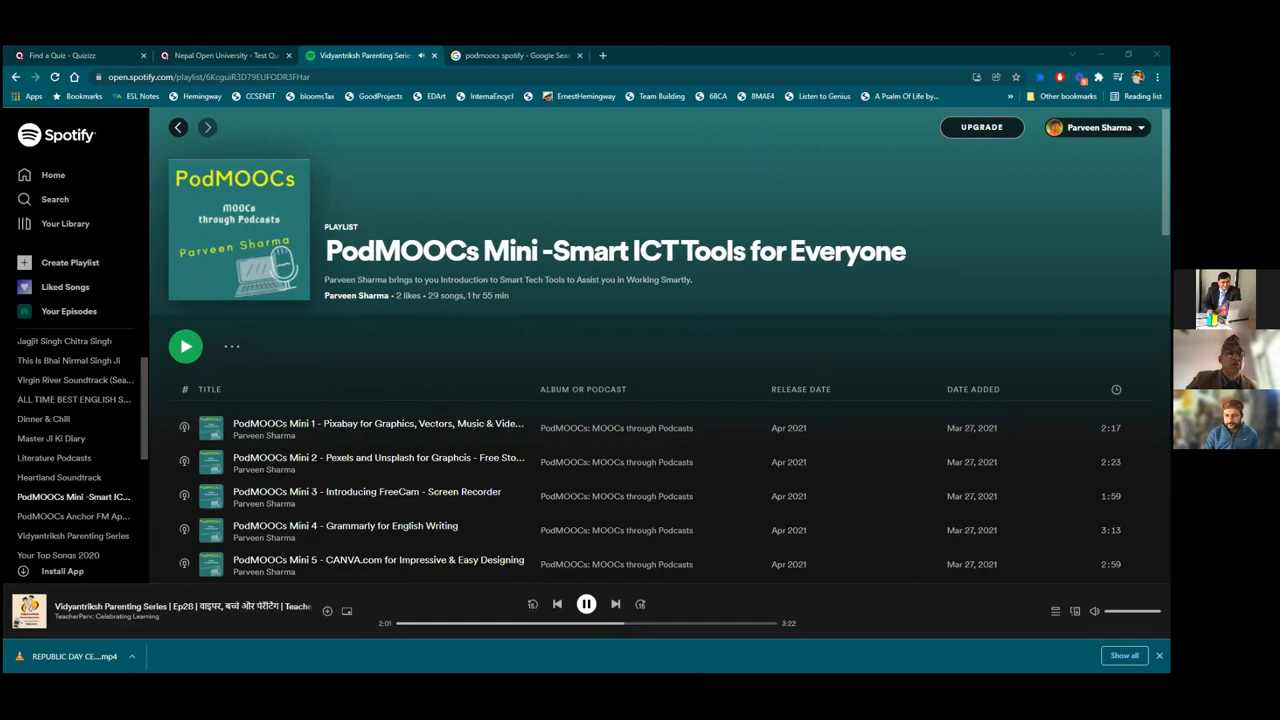 Find a Quiz - Quizizz
Nepal Open University - Test Qu
Vidyantriksh Parenting Serie
podmoocs spotify - Google Sea
open.spotify.com/playlist/6KcguiR3D79EUFODR3FHar
Apps
Bookmarks
ESL Notes
Hemingway
CCSENET
bloomsTax
GoodProjects
EDArt
InternaEncycl
ErnestHemingway
Team Building
6BCA
8MAE4
Listen to Genius
A Psalm Of Life by...
Other bookmarks
Reading list
Spotify
Home
Search
Your Library
Create Playlist
Liked Songs
Your Episodes
Jagjit Singh Chitra Singh
This Is Bhai Nirmal Singh Ji
Virgin River Soundtrack (Sea...
ALL TIME BEST ENGLISH S...
Dinner & Chill
Master Ji Ki Diary
Literature Podcasts
Heartland Soundtrack
PodMOOCs Mini -Smart IC...
PodMOOCs Anchor FM Ap...
Vidyantriksh Parenting Series
Your Top Songs 2020
Install App
UPGRADE
Parveen Sharma
PodMOOCs
MOOCs
through Podcasts
Parveen Sharma
PLAYLIST
PodMOOCs Mini -Smart ICT Tools for Everyone
Parveen Sharma brings to you Introduction to Smart Tech Tools to Assist you in Working Smartly.
Parveen Sharma • 2 likes • 29 songs, 1 hr 55 min
# TITLE ALBUM OR PODCAST RELEASE DATE DATE ADDED
PodMOOCs Mini 1 - Pixabay for Graphics, Vectors, Music & Vide...
Parveen Sharma
PodMOOCs: MOOCs through Podcasts Apr 2021 Mar 27, 2021 2:17
PodMOOCs Mini 2 - Pexels and Unsplash for Graphcis - Free Sto...
Parveen Sharma
PodMOOCs: MOOCs through Podcasts Apr 2021 Mar 27, 2021 2:23
PodMOOCs Mini 3 - Introducing FreeCam - Screen Recorder
Parveen Sharma
PodMOOCs: MOOCs through Podcasts Apr 2021 Mar 27, 2021 1:59
PodMOOCs Mini 4 - Grammarly for English Writing
Parveen Sharma
PodMOOCs: MOOCs through Podcasts Apr 2021 Mar 27, 2021 3:13
PodMOOCs Mini 5 - CANVA.com for Impressive & Easy Designing
Parveen Sharma
PodMOOCs: MOOCs through Podcasts Apr 2021 Mar 27, 2021 2:59
Vidyantriksh Parenting Series | Ep28 | वाइपर, बच्चे और पेरेंटिंग | Teache
TeacherParv: Celebrating Learning
2:01
3:22
REPUBLIC DAY CE....mp4
Show all